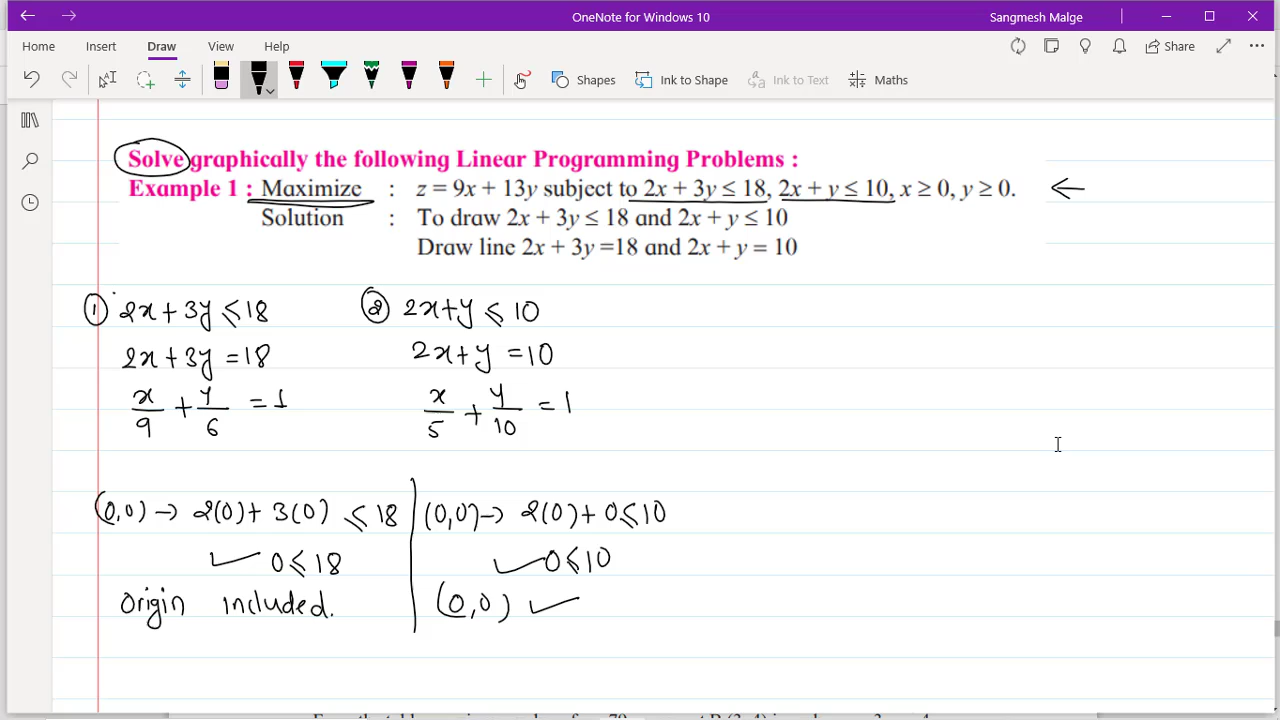 OneNote for Windows 10
Sangmesh Malge
Home Insert Draw View Help
Share
Shapes Ink to Shape Ink to Text Maths
Solve graphically the following Linear Programming Problems :
Example 1 : Maximize : z = 9x + 13y subject to 2x + 3y ≤ 18, 2x + y ≤ 10, x ≥ 0, y ≥ 0. ←
Solution : To draw 2x + 3y ≤ 18 and 2x + y ≤ 10
Draw line 2x + 3y =18 and 2x + y = 10
① 2x + 3y ≤ 18
2x + 3y = 18
x/9 + y/6 = 1
② 2x + y ≤ 10
2x + y = 10
x/5 + y/10 = 1
(0,0) → 2(0) + 3(0) ≤ 18
✓ 0 ≤ 18
Origin included.
(0,0) → 2(0) + 0 ≤ 10
✓ 0 ≤ 10
(0,0) ✓